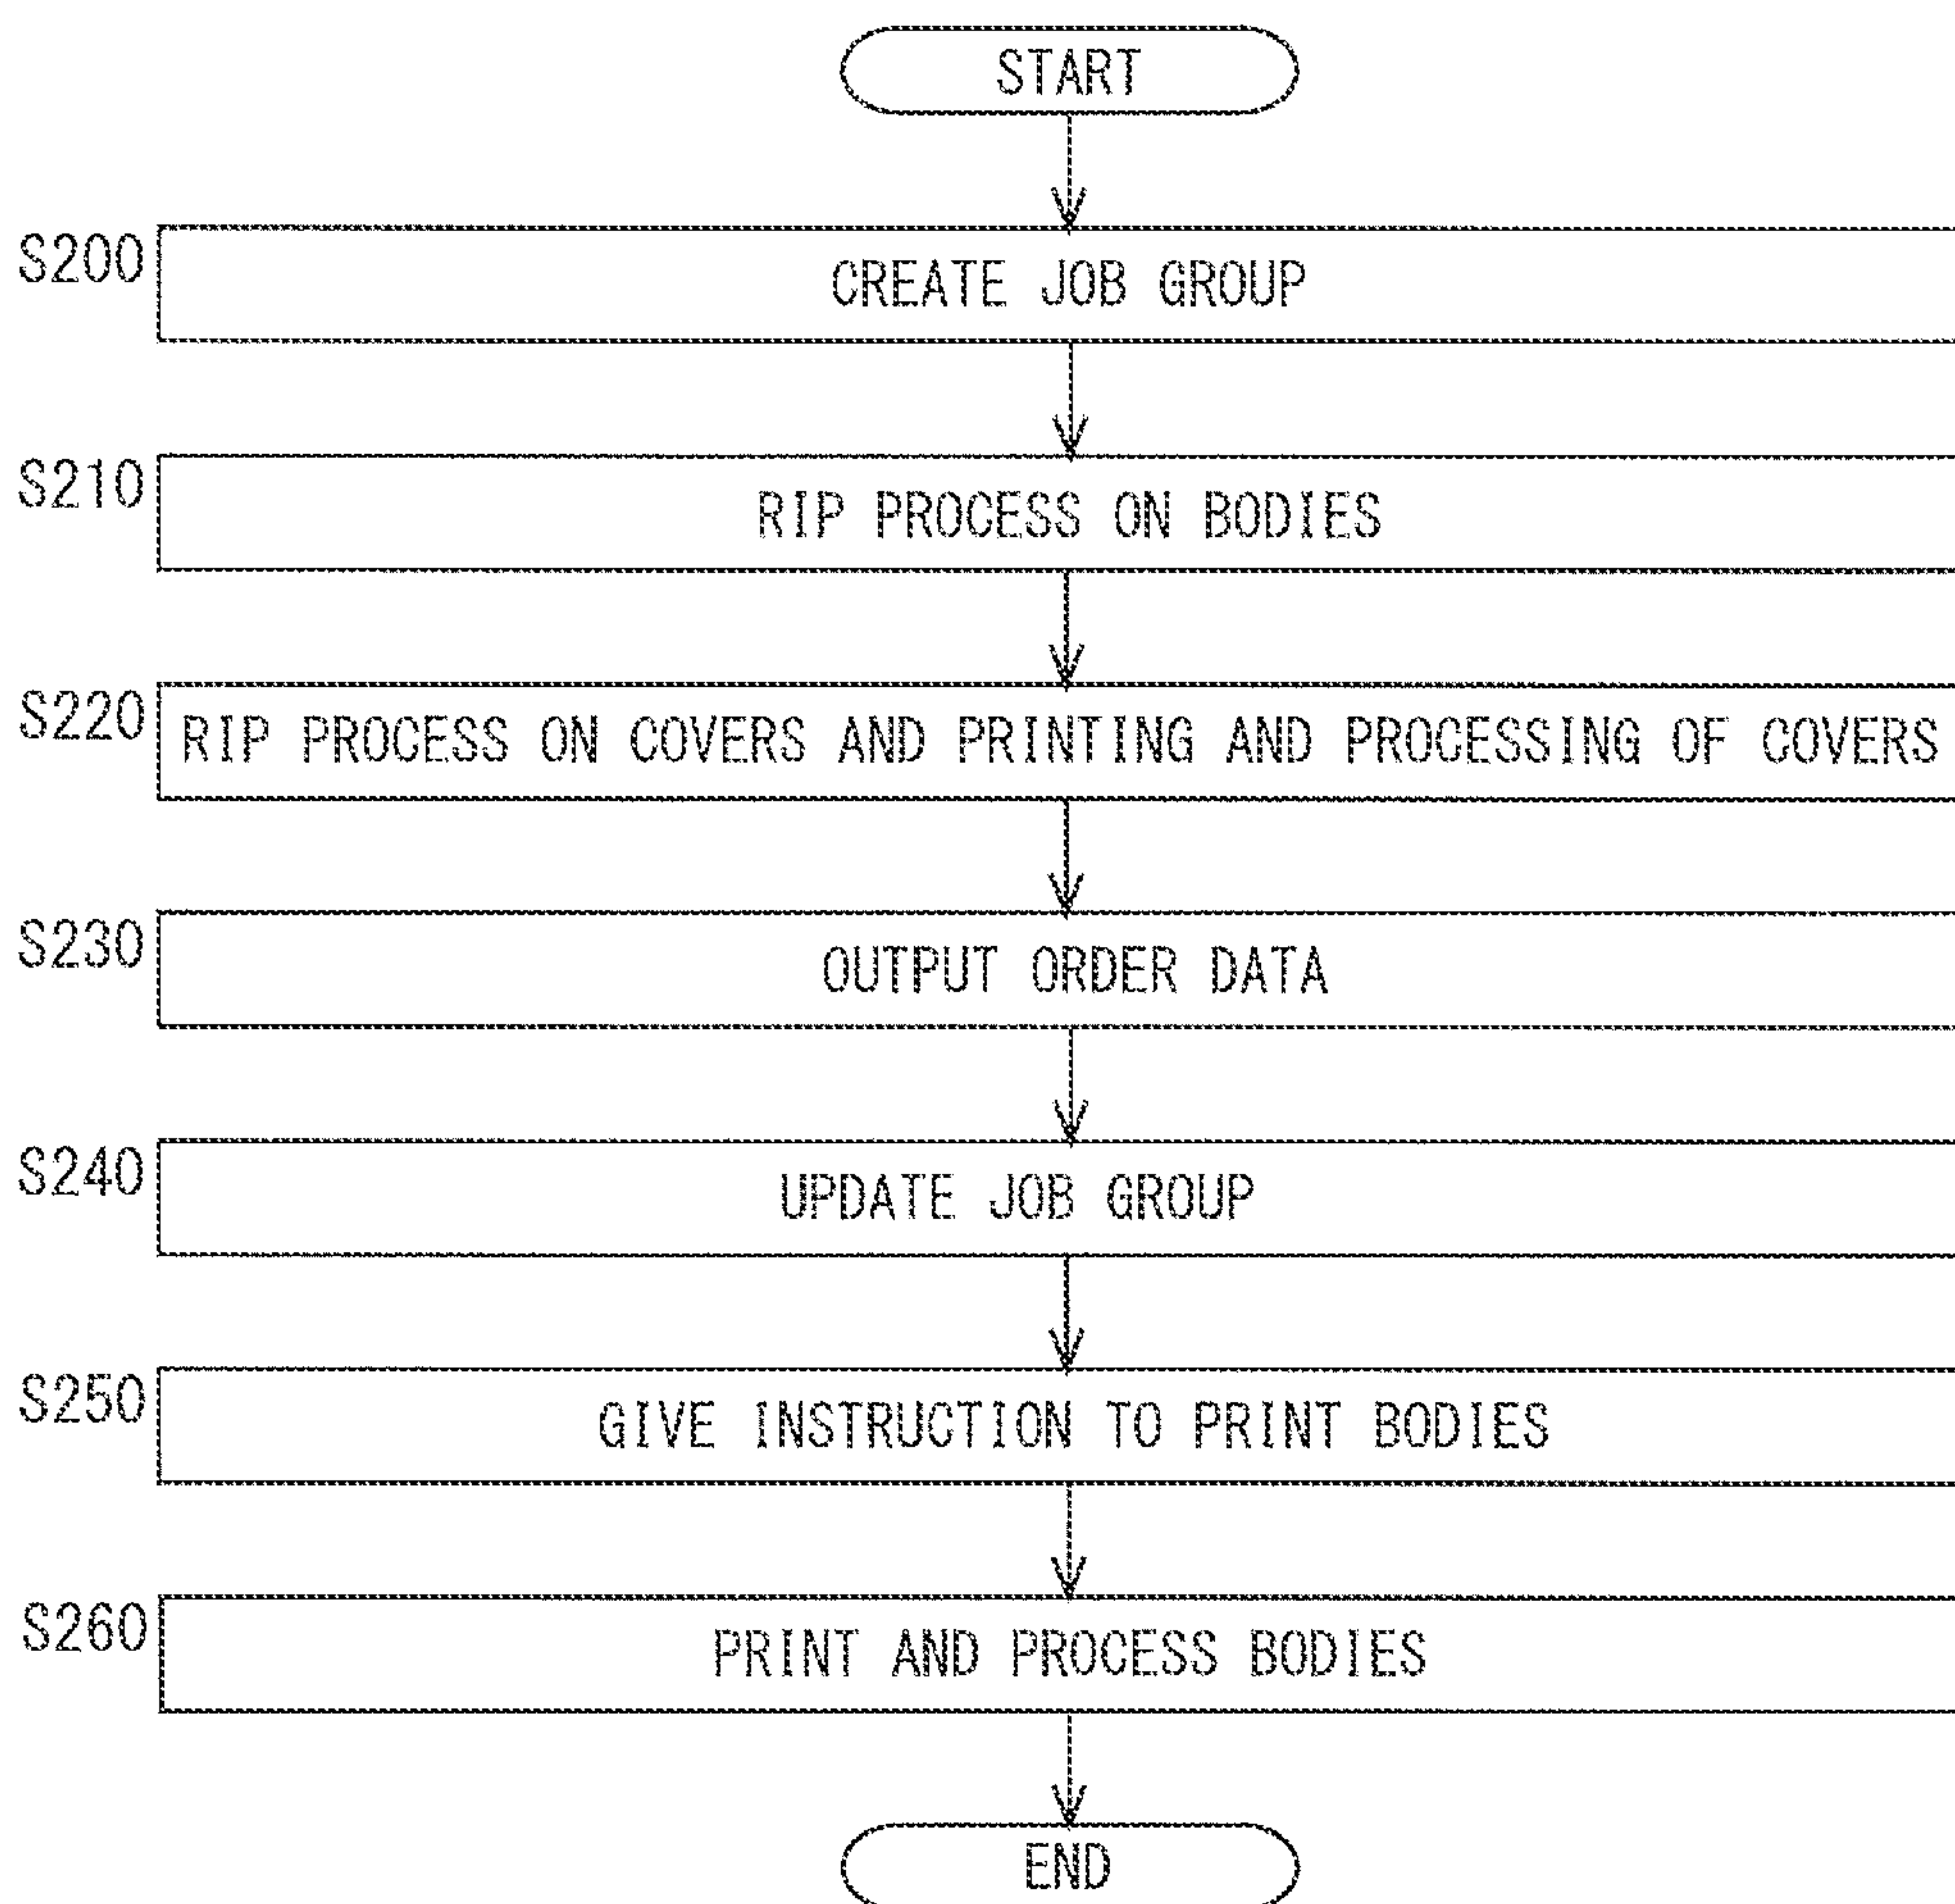 START
S200
CREATE JOB GROUP
S210
RIP PROCESS ON BODIES
S220
RIP PROCESS ON COVERS AND PRINTING AND PROCESSING OF COVERS
S230
OUTPUT ORDER DATA
S240
UPDATE JOB GROUP
S250
GIVE INSTRUCTION TO PRINT BODIES
S260
PRINT AND PROCESS BODIES
END